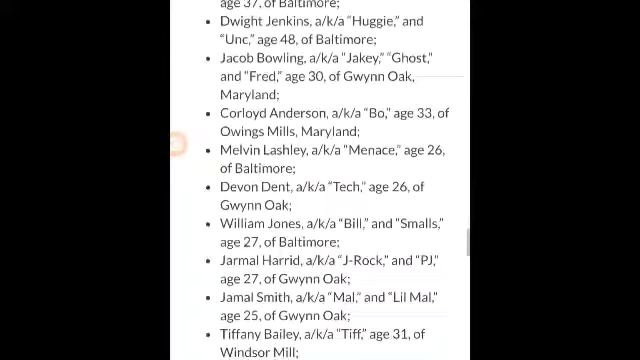 age 37, of Baltimore;
Dwight Jenkins, a/k/a “Huggie,” and
“Unc,” age 48, of Baltimore;
Jacob Bowling, a/k/a “Jakey,” “Ghost,”
and “Fred,” age 30, of Gwynn Oak,
Maryland;
Corloyd Anderson, a/k/a “Bo,” age 33, of
Owings Mills, Maryland;
Melvin Lashley, a/k/a “Menace,” age 26,
of Baltimore;
Devon Dent, a/k/a “Tech,” age 26, of
Gwynn Oak;
William Jones, a/k/a “Bill,” and “Smalls,”
age 27, of Baltimore;
Jarmal Harrid, a/k/a “J-Rock,” and “PJ,”
age 27, of Gwynn Oak;
Jamal Smith, a/k/a “Mal,” and “Lil Mal,”
age 25, of Gwynn Oak;
Tiffany Bailey, a/k/a “Tiff,” age 31, of
Windsor Mill;